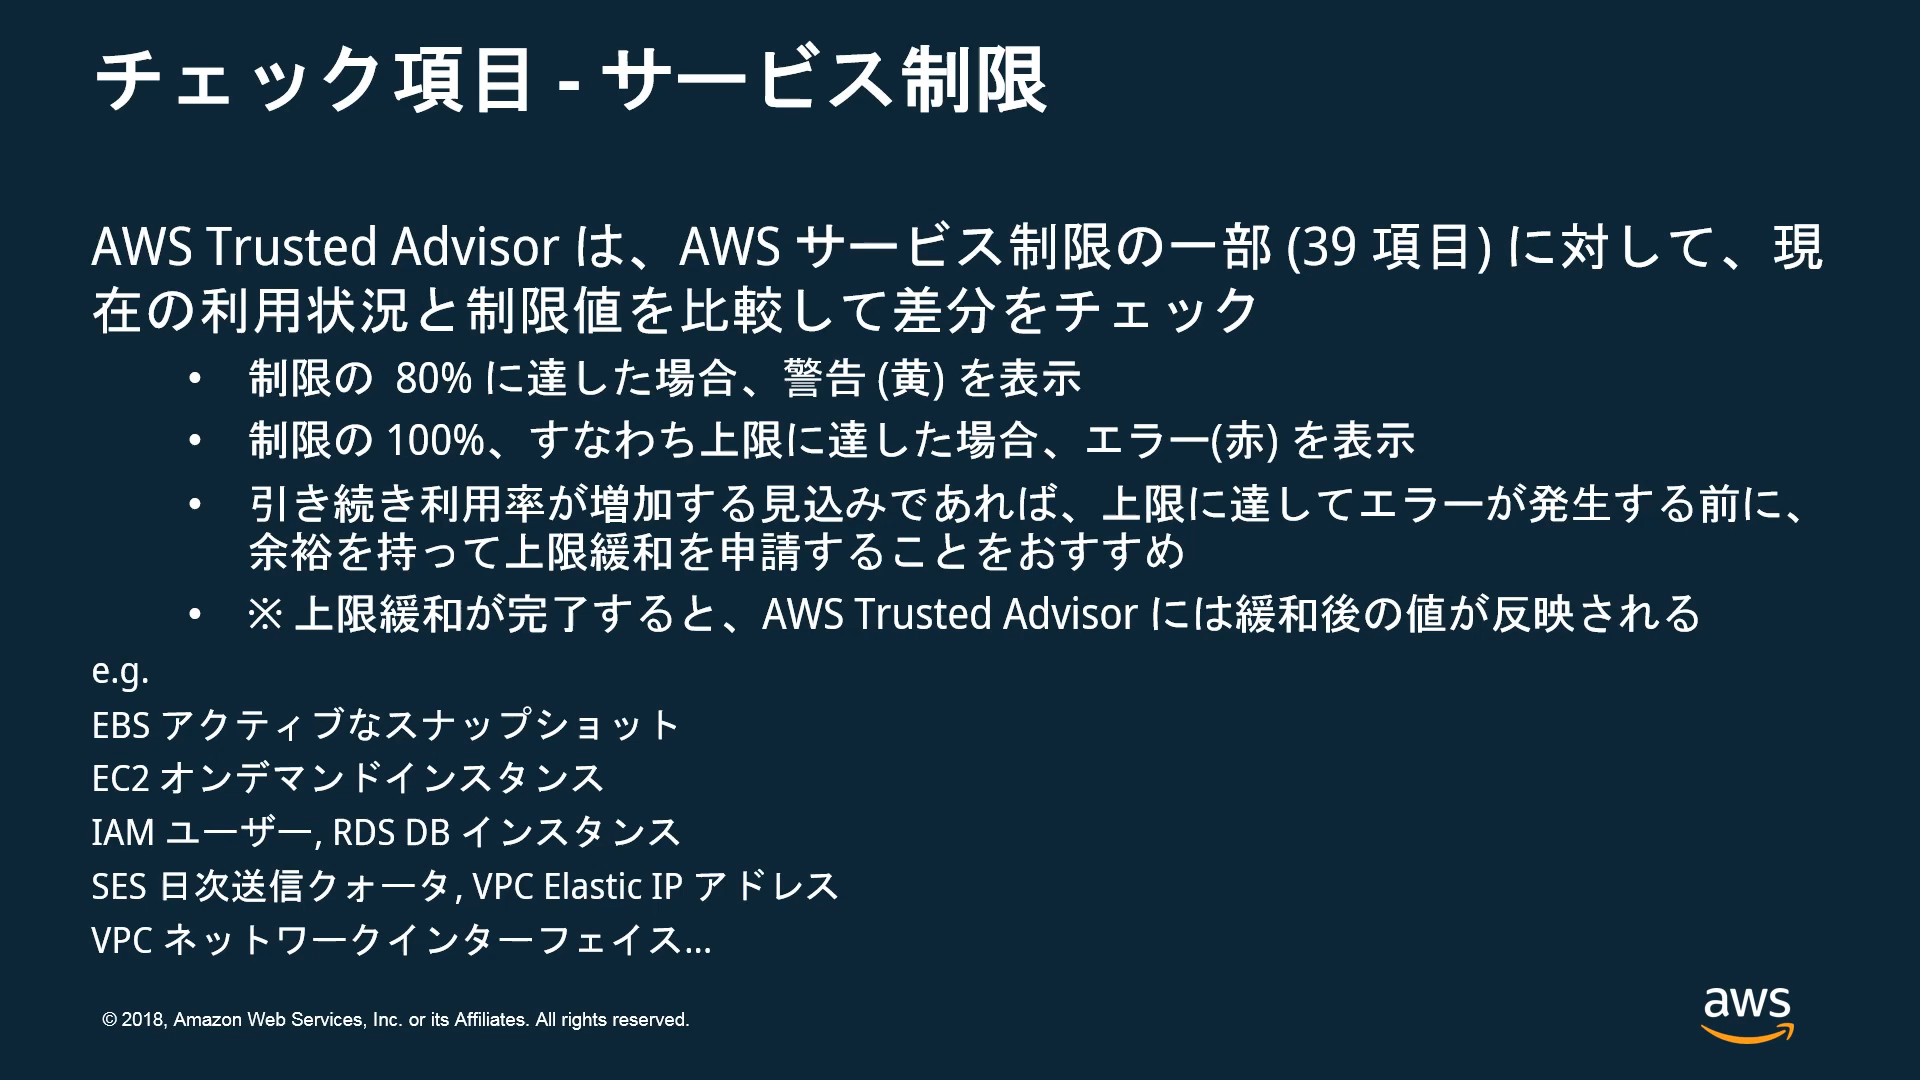 チェック項目 - サービス制限
AWS Trusted Advisor は、AWS サービス制限の一部 (39 項目) に対して、現
在の利用状況と制限値を比較して差分をチェック
• 制限の 80% に達した場合、警告 (黄) を表示
• 制限の 100%、すなわち上限に達した場合、エラー(赤) を表示
• 引き続き利用率が増加する見込みであれば、上限に達してエラーが発生する前に、
余裕を持って上限緩和を申請することをおすすめ
• ※ 上限緩和が完了すると、AWS Trusted Advisor には緩和後の値が反映される
e.g.
EBS アクティブなスナップショット
EC2 オンデマンドインスタンス
IAM ユーザー, RDS DB インスタンス
SES 日次送信クォータ, VPC Elastic IP アドレス
VPC ネットワークインターフェイス...
© 2018, Amazon Web Services, Inc. or its Affiliates. All rights reserved.
aws